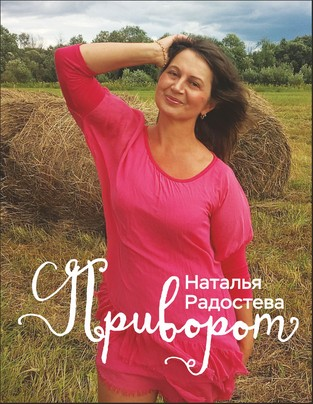 Наталья
Радостева
Приворот